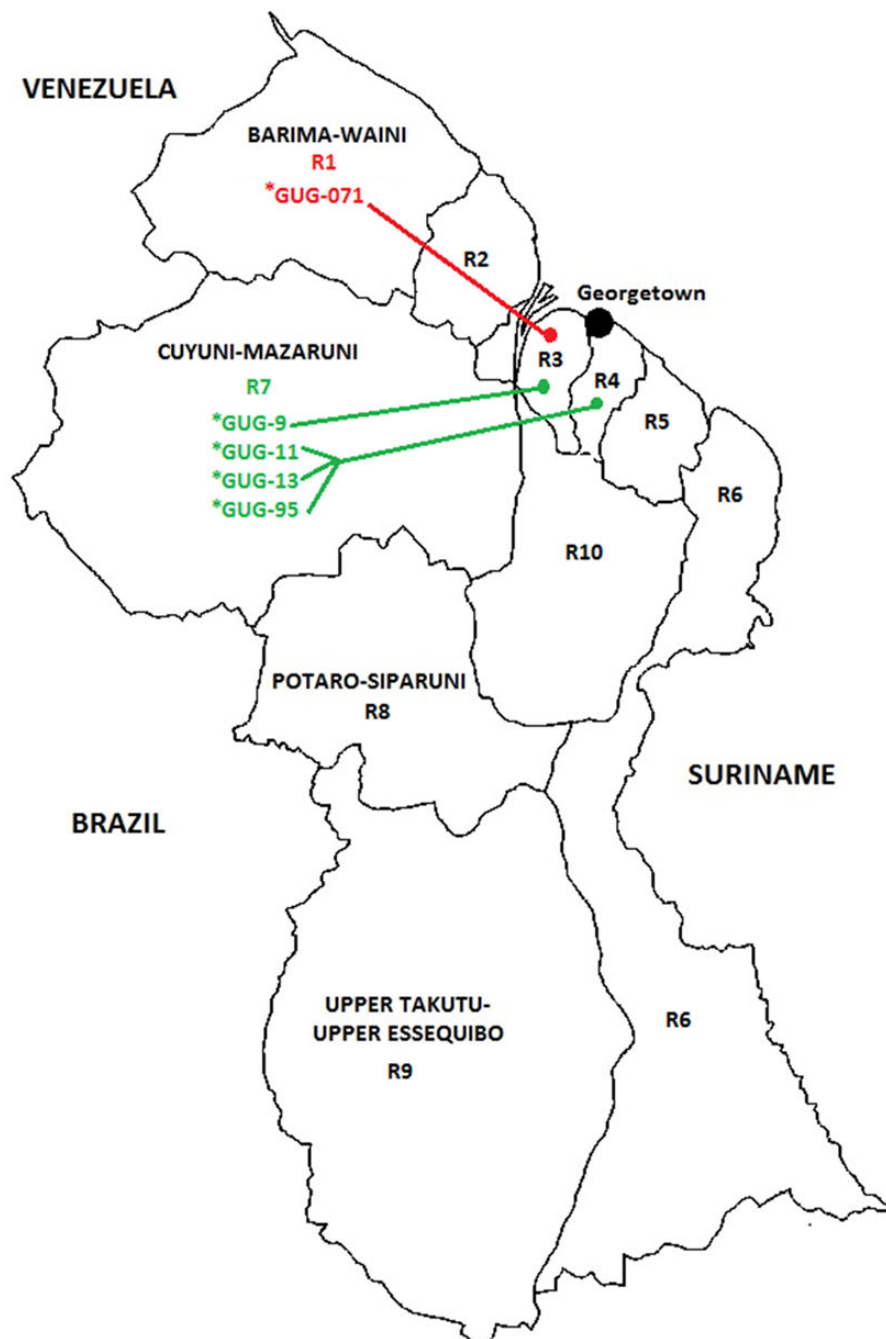 VENEZUELA
BARIMA-WAINI
R1
*GUG-071
R2
Georgetown
CUYUNI-MAZARUNI
R3
R7
R4
*GUG-9
R5
*GUG-11
*GUG-13
R6
*GUG-95
R10
POTARO-SIPARUNI
R8
SURINAME
BRAZIL
UPPER TAKUTU-
UPPER ESSEQUIBO
R6
R9